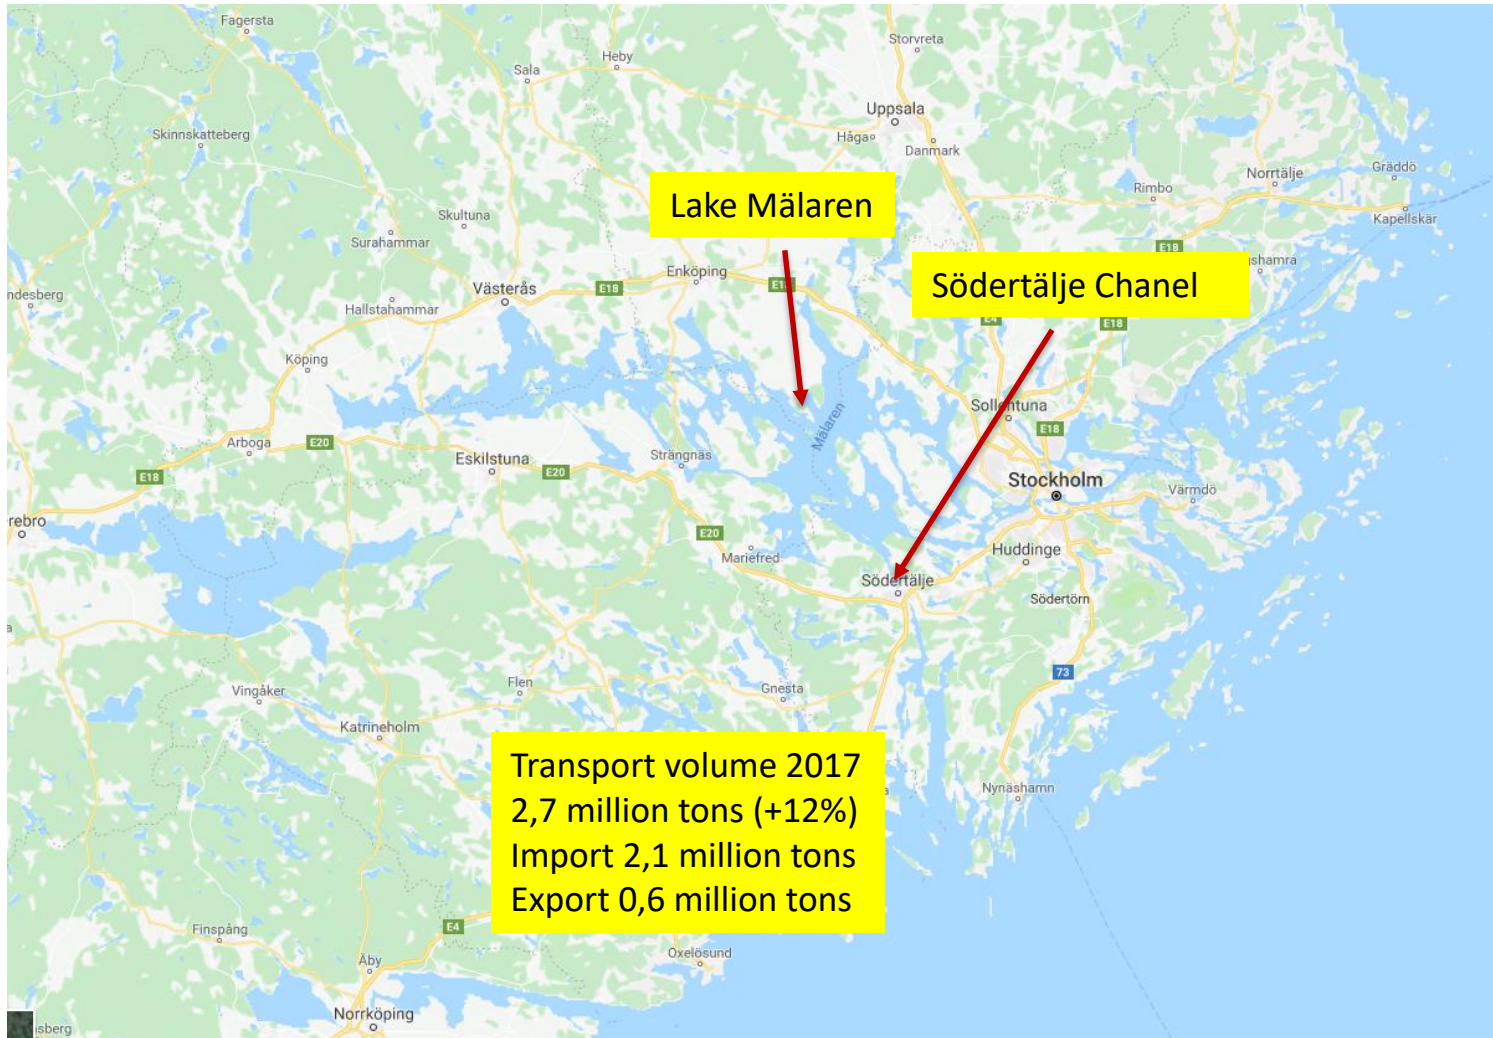 Fagersta
Storvreta
Heby
Sala
Uppsala
Skinnskatteberg
Håga
Danmark
Gräddö
Norrtälje
Rimbo
Lake Mälaren
Skultuna
Kapellskär
Surahammar
E18
Enköping
Södertälje Chanel
Västerås
E18
Hallstahammar
E4
E18
Köping
Sollentuna
Mälaren
E18
Arboga
E20
Strängnäs
Eskilstuna
E20
E18
Stockholm
Värmdö
E20
Huddinge
Mariefred
Södertälje
Södertörn
73
Flen
Gnesta
Vingåker
Katrineholm
Transport volume 2017
2,7 million tons (+12%)
Import 2,1 million tons
Export 0,6 million tons
Nynäshamn
Finspång
E4
Oxelösund
Åby
Norrköping